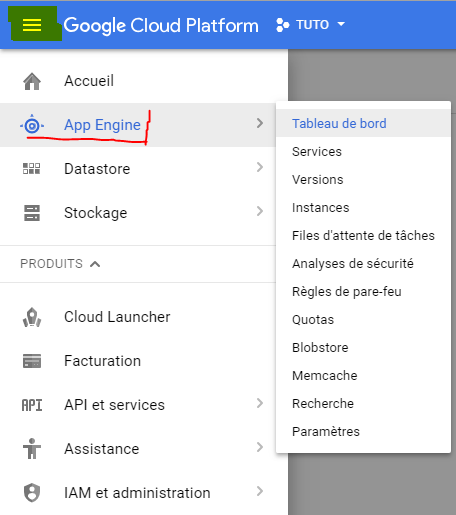 Google Cloud Platform TUTO
Accueil
App Engine
Datastore
Stockage
PRODUITS
Cloud Launcher
Facturation
API API et services
Assistance
IAM et administration
Tableau de bord
Services
Versions
Instances
Files d'attente de tâches
Analyses de sécurité
Règles de pare-feu
Quotas
Blobstore
Memcache
Recherche
Paramètres